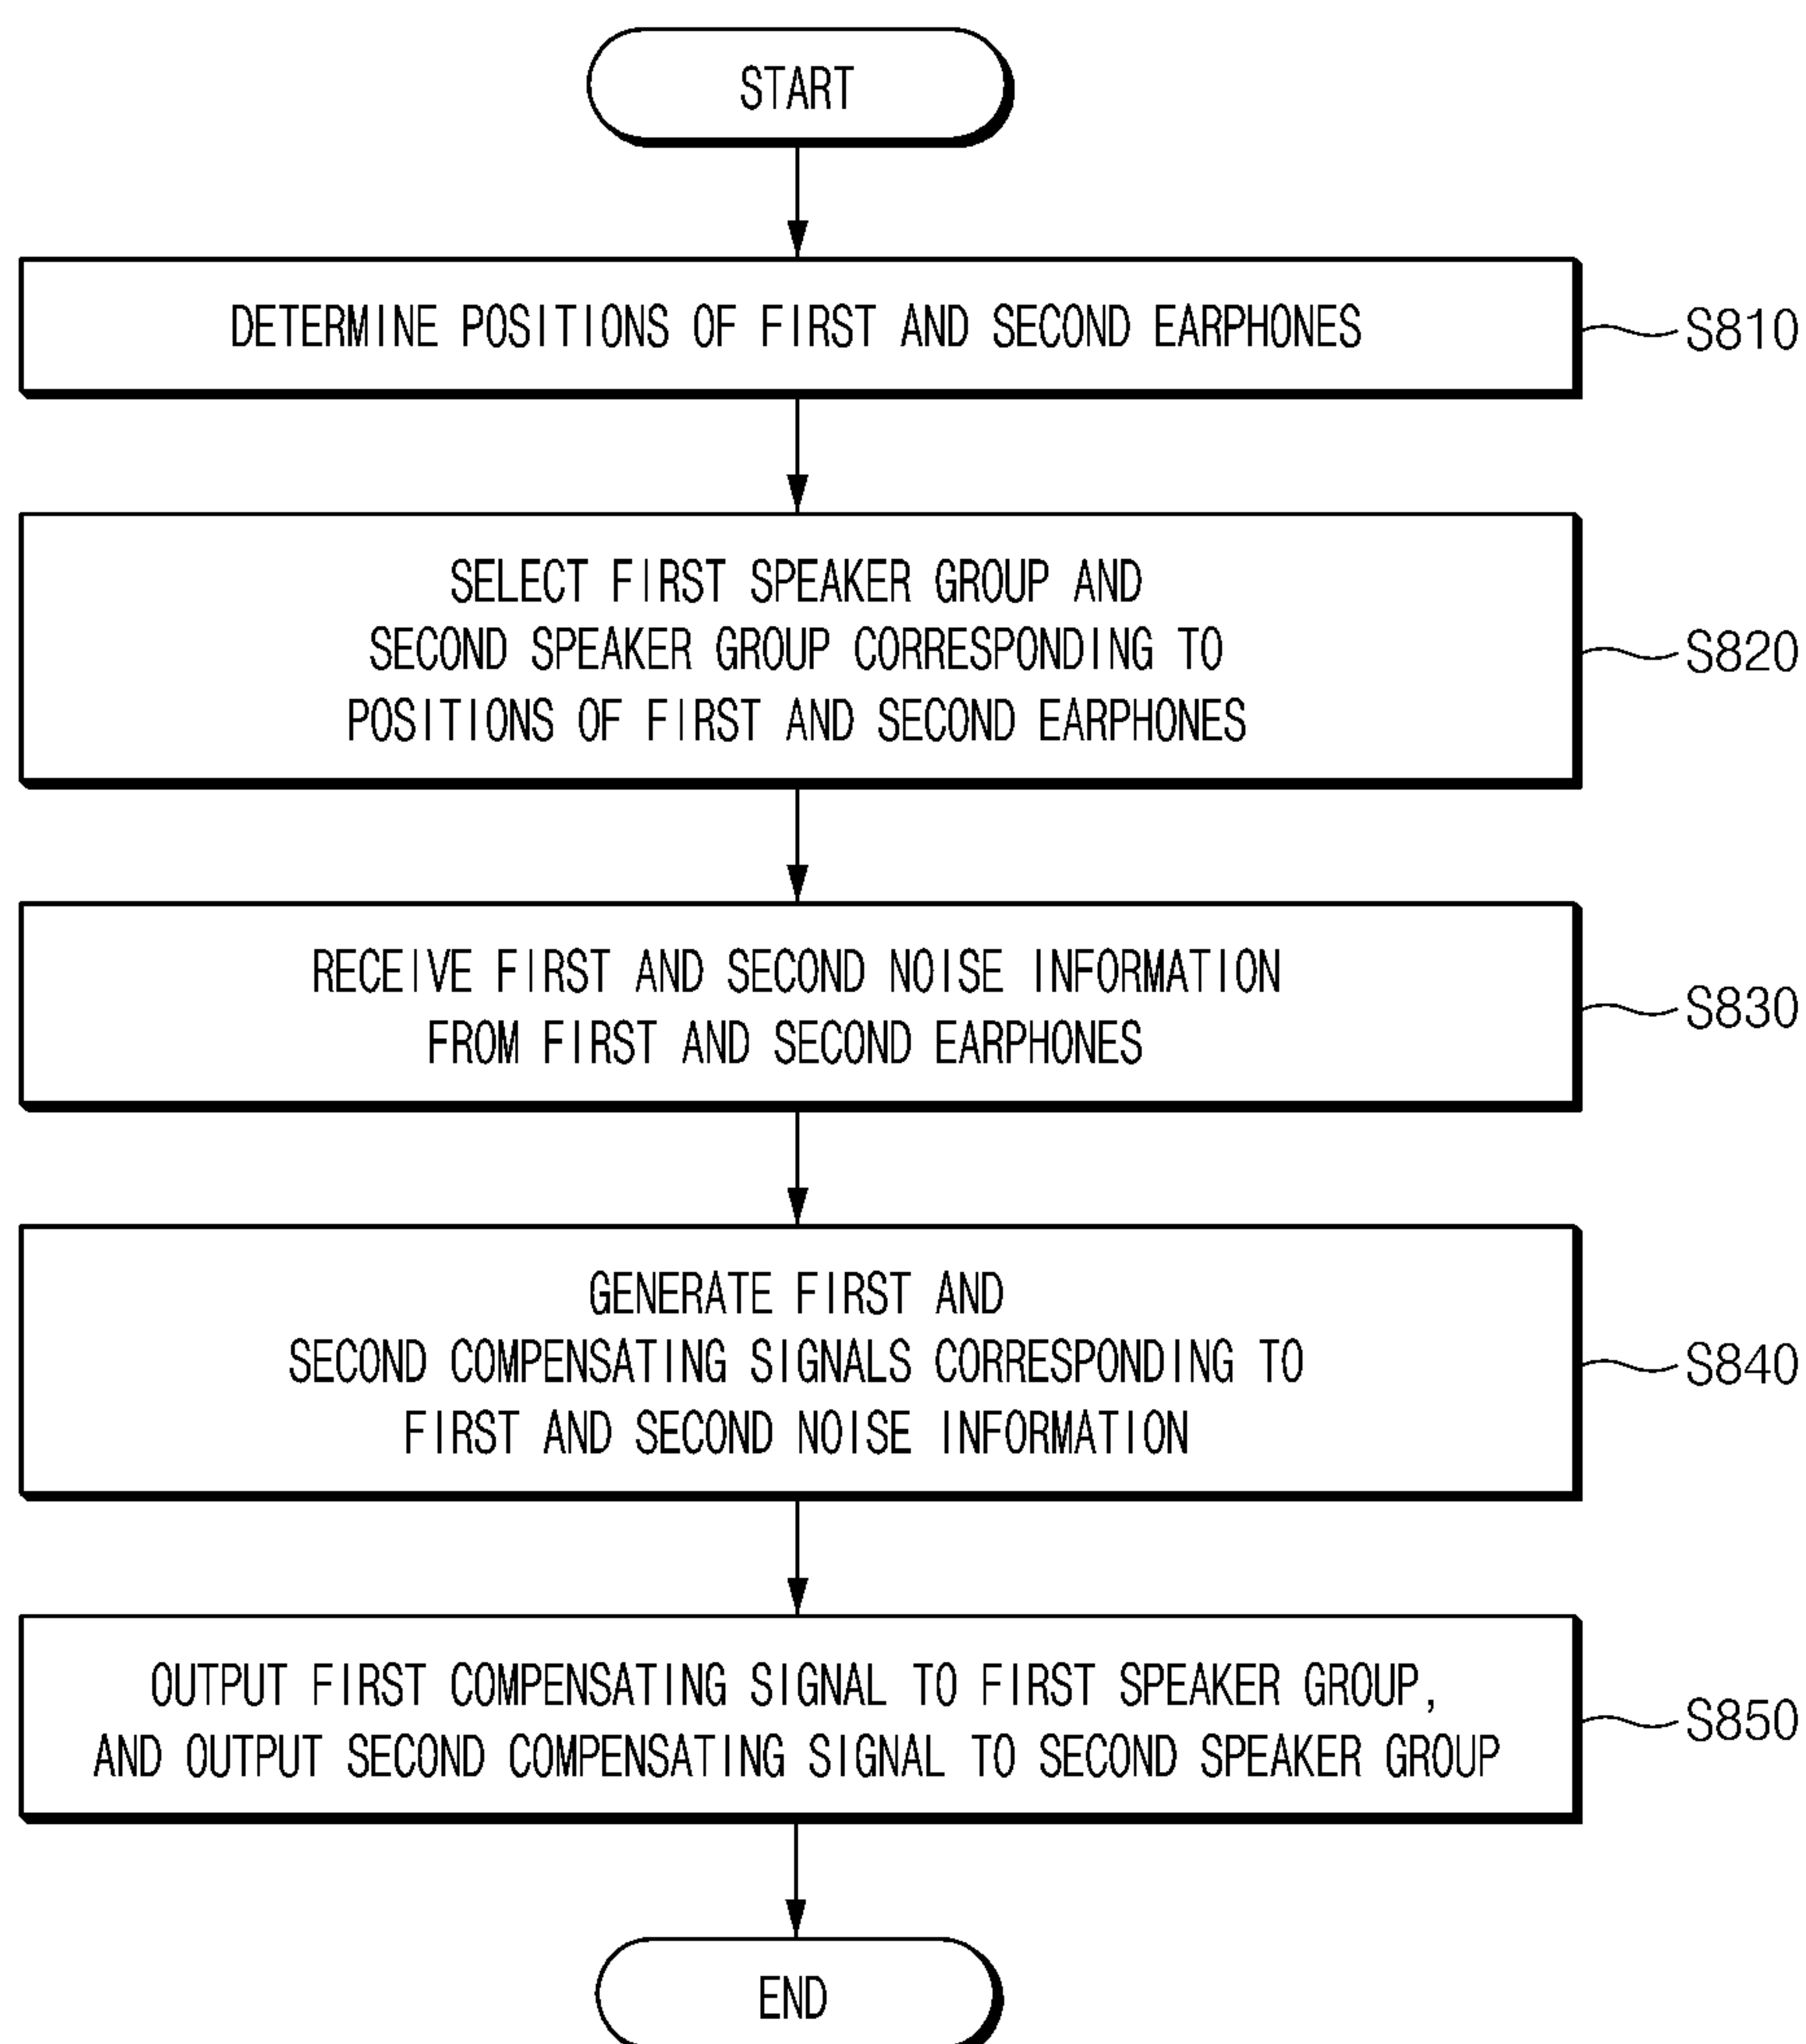 START
DETERMINE POSITIONS OF FIRST AND SECOND EARPHONES
S810
SELECT FIRST SPEAKER GROUP AND
SECOND SPEAKER GROUP CORRESPONDING TO
POSITIONS OF FIRST AND SECOND EARPHONES
S820
RECEIVE FIRST AND SECOND NOISE INFORMATION
FROM FIRST AND SECOND EARPHONES
S830
GENERATE FIRST AND
SECOND COMPENSATING SIGNALS CORRESPONDING TO
FIRST AND SECOND NOISE INFORMATION
S840
OUTPUT FIRST COMPENSATING SIGNAL TO FIRST SPEAKER GROUP,
AND OUTPUT SECOND COMPENSATING SIGNAL TO SECOND SPEAKER GROUP
S850
END